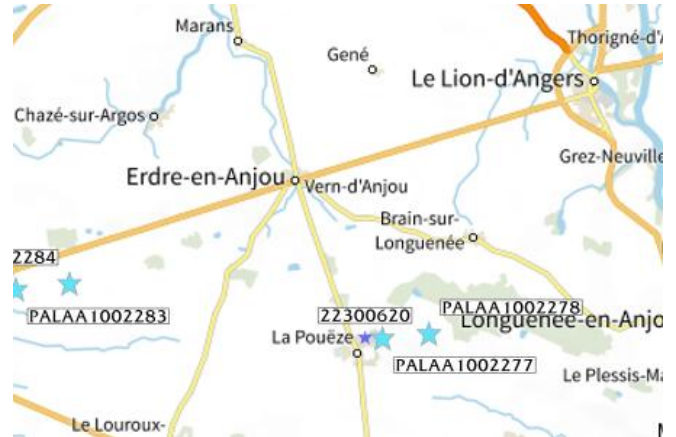 Marans
Thorigné-d'
Gené
Le Lion-d'Angers
Chazé-sur-Argos
Grez-Neuville
Erdre-en-Anjou
Vern-d'Anjou
Brain-sur-
Longuenée
2284
PALAA1002283
22300620
PALAA1002278
Longuenée-en-Anjo
La Pouëze
PALAA1002277
Le Plessis-Ma
Le Louroux-